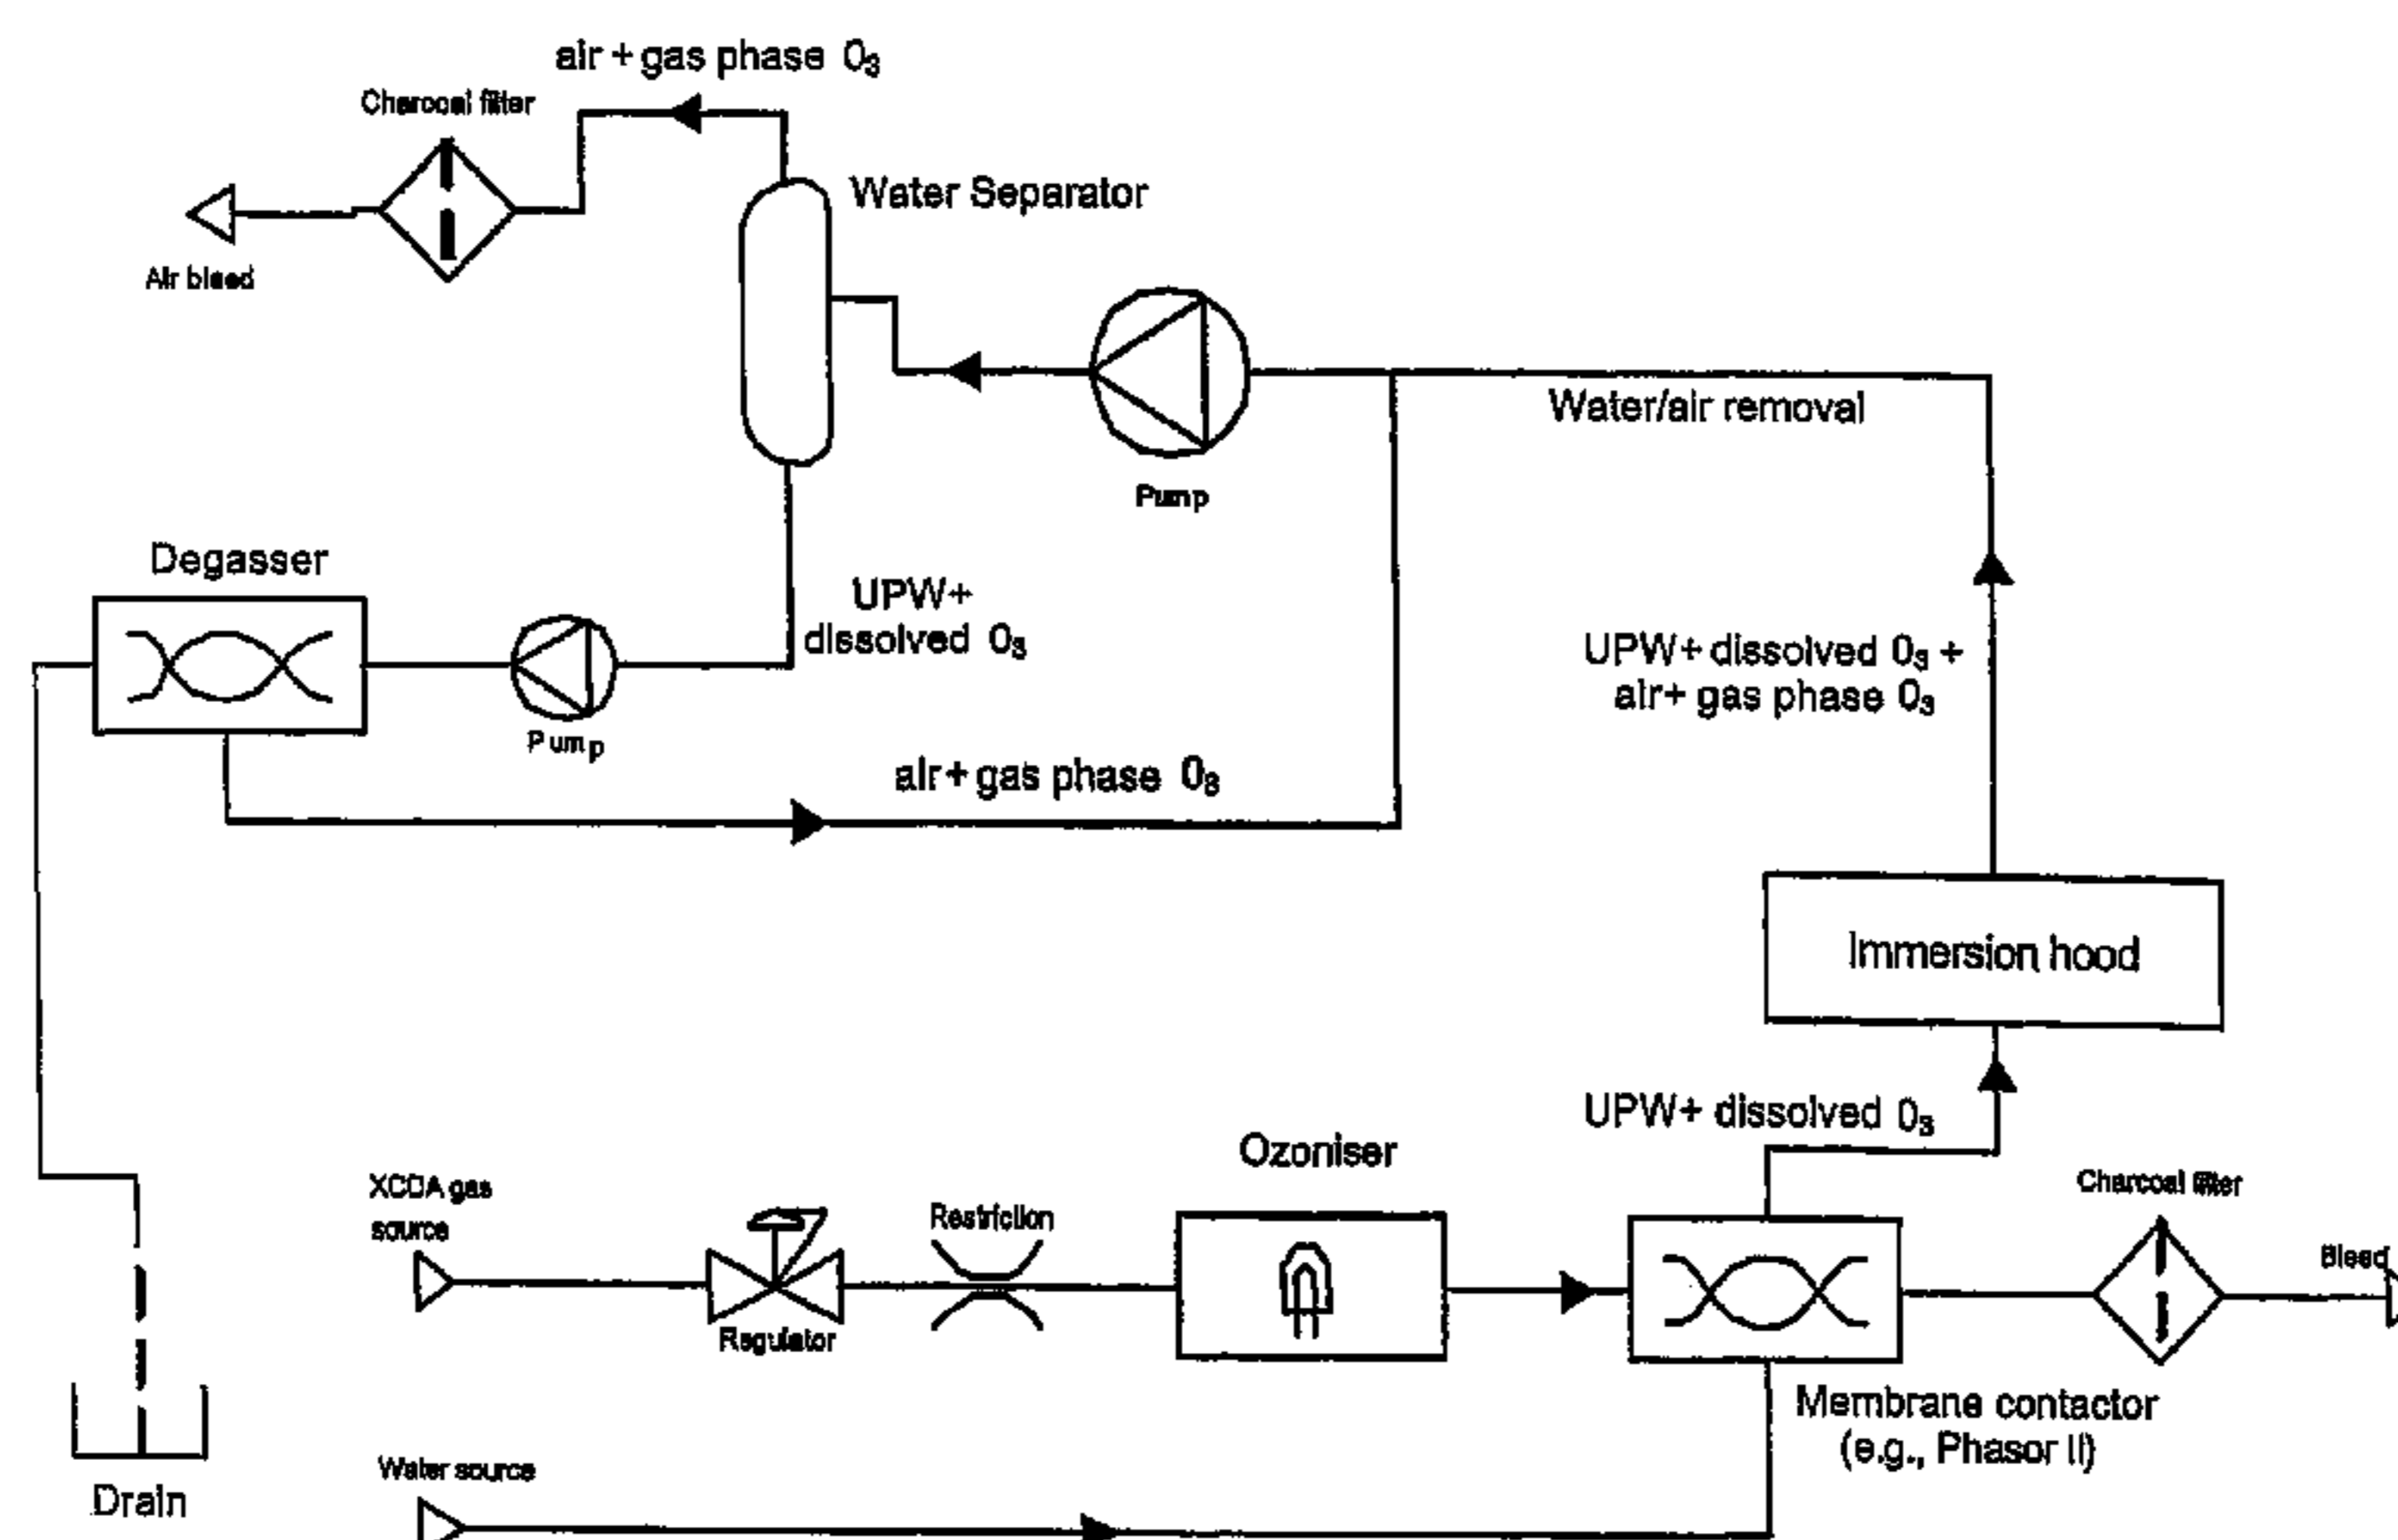 air + gas phase O₃
Charcoal filter
Water Separator
Air bleed
Water/air removal
Pump
Degasser
UPW+
dissolved O₃
UPW+ dissolved O₃ +
air+ gas phase O₃
Pump
air+ gas phase O₃
Immersion hood
UPW+ dissolved O₃
Ozoniser
XCDA gas
source
Charcoal filter
Restriction
Bleed
Regulator
Membrane contactor
(e.g., Phasor II)
Water source
Drain